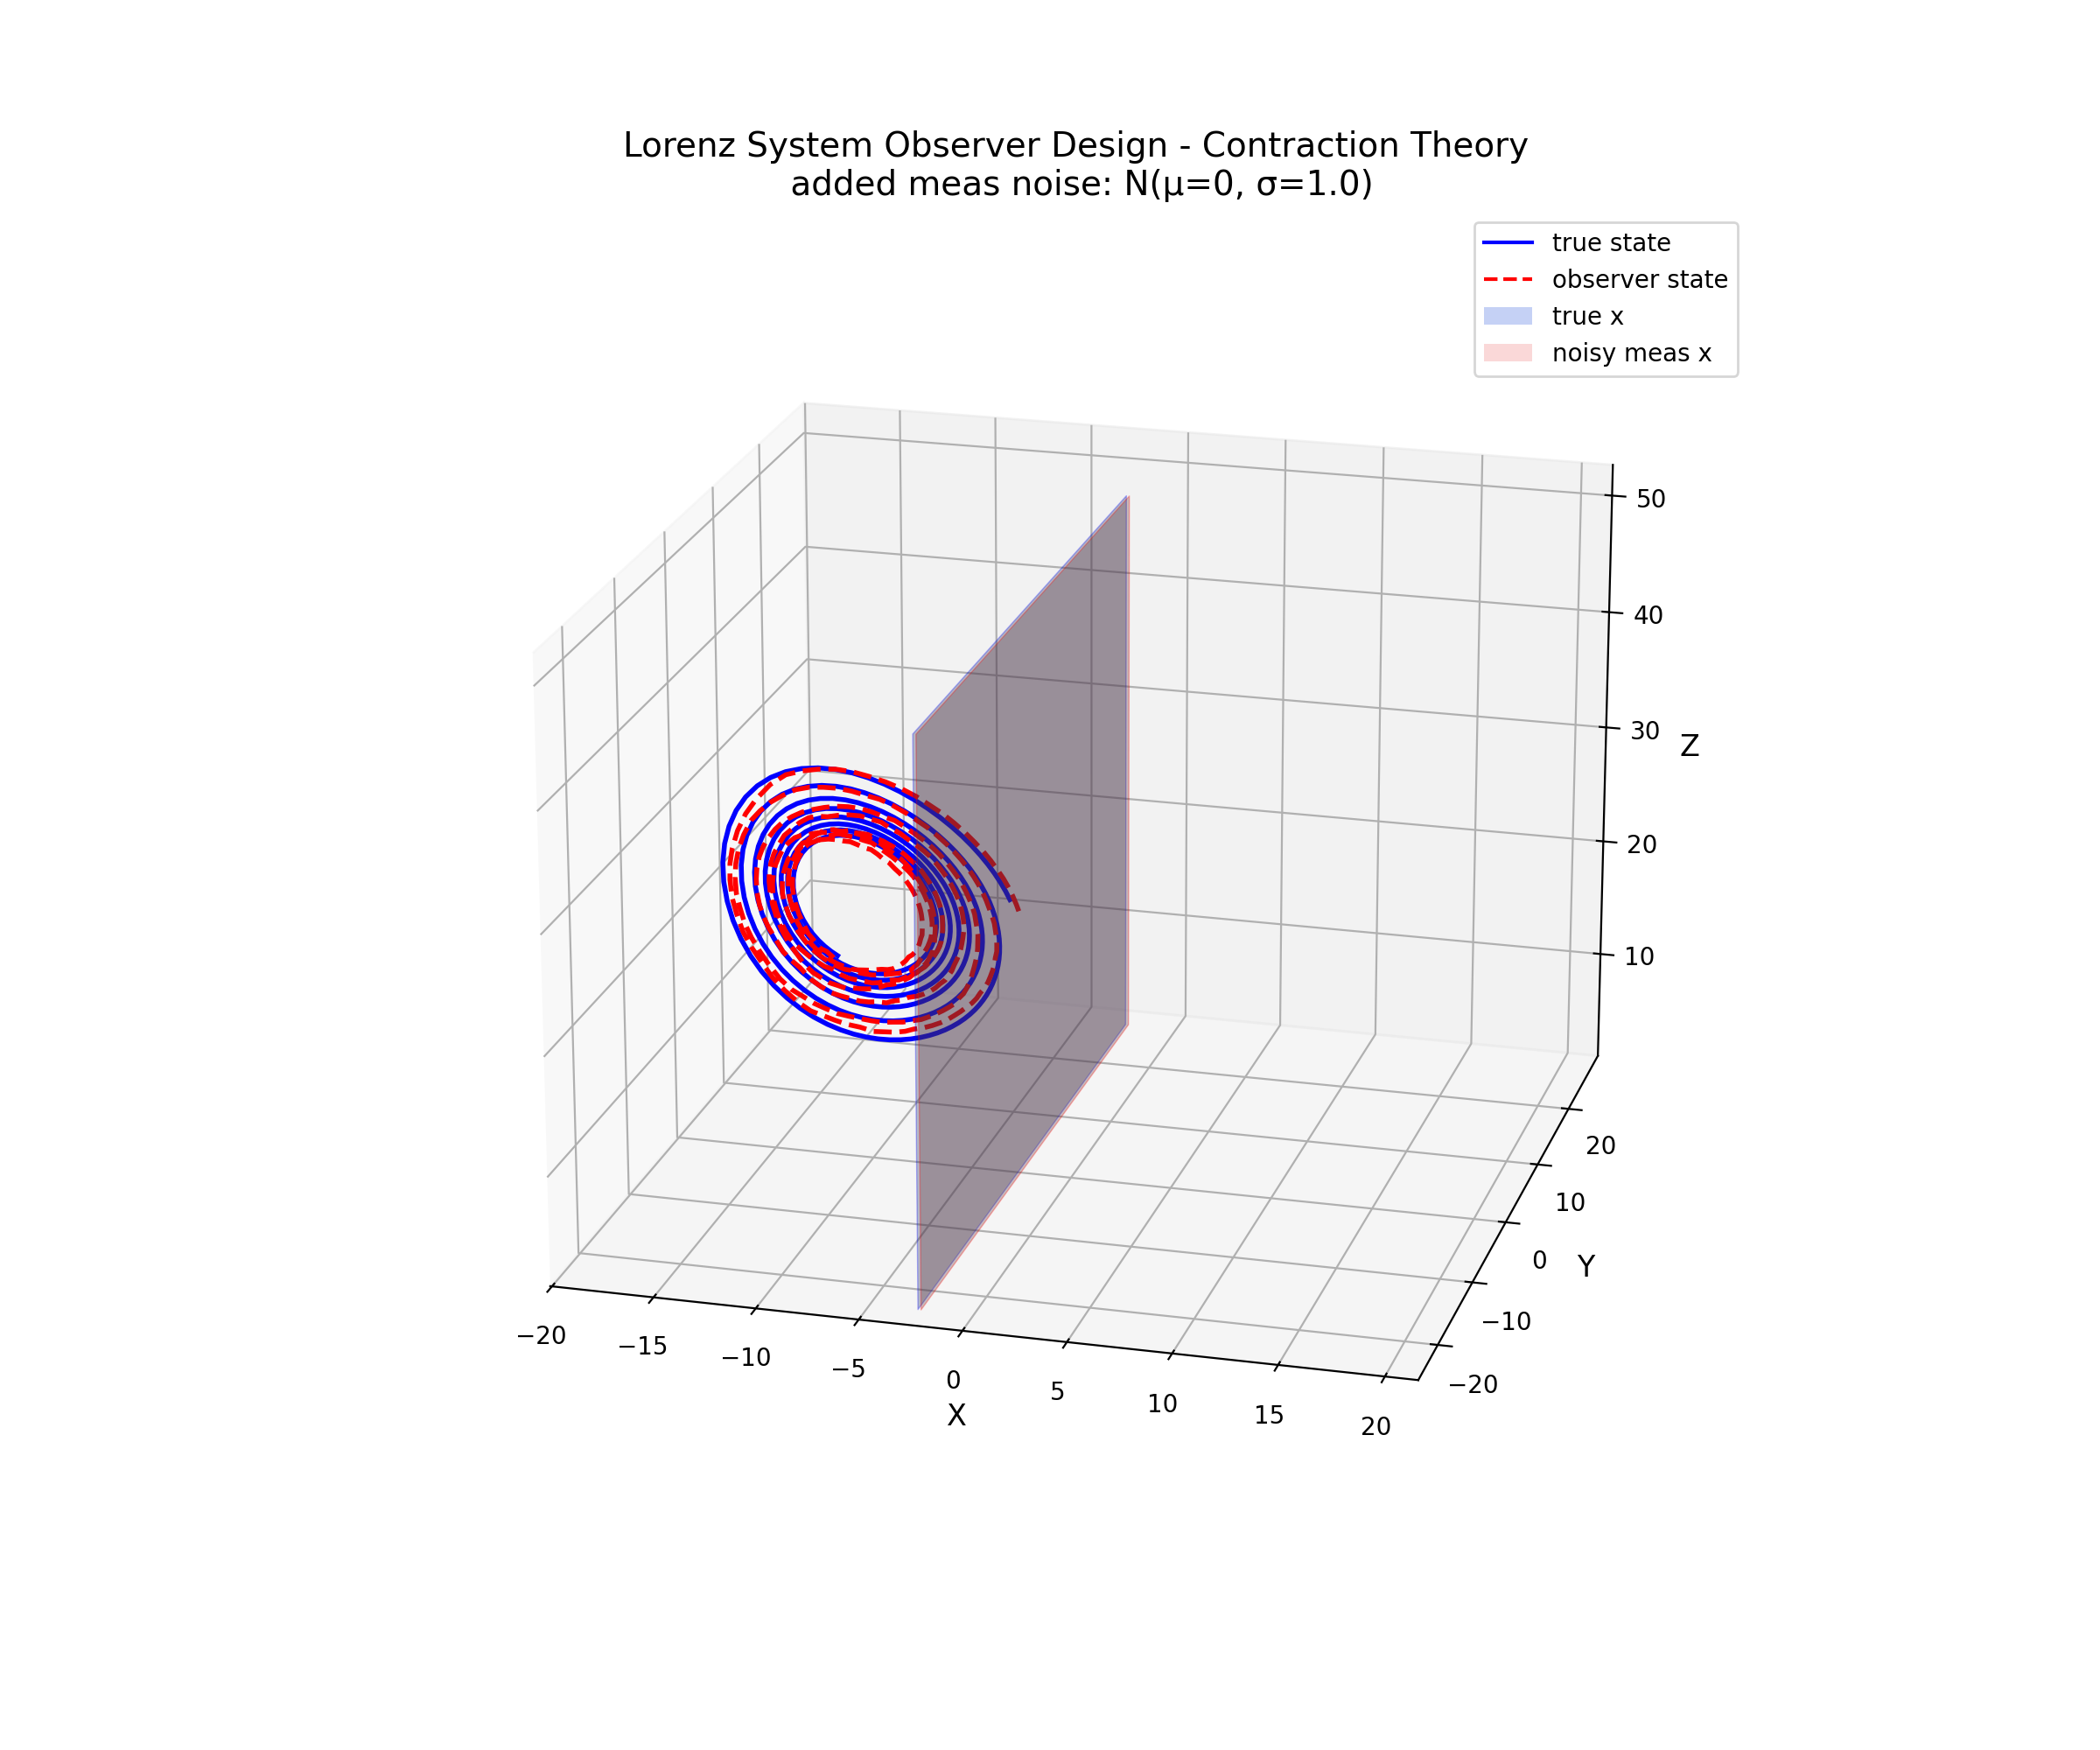 Lorenz System Observer Design - Contraction Theory
added meas noise: N(μ=0, σ=1.0)
true state
observer state
true x
noisy meas x
50
40
30
Z
20
10
20
10
0
Y
−10
−20
−20
−15
−10
−5
0
5
10
15
20
X